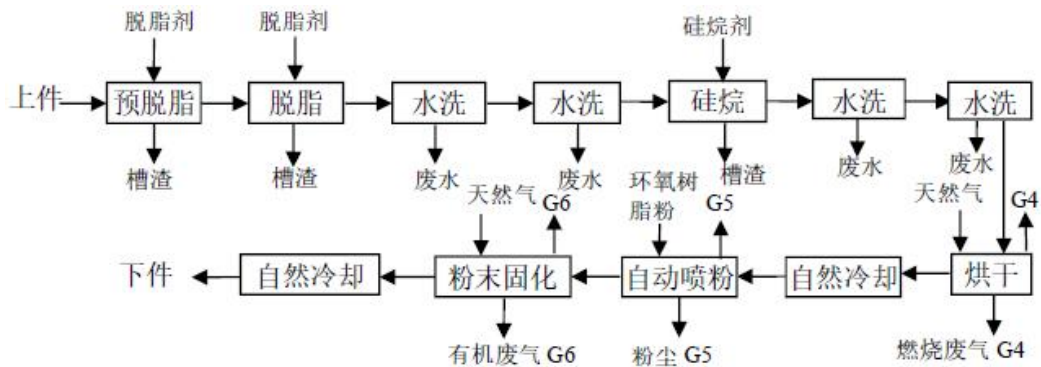 脱脂剂
脱脂剂
硅烷剂
上件
预脱脂
脱脂
水洗
水洗
硅烷
水洗
水洗
槽渣
槽渣
废水
废水
槽渣
废水
废水
天然气
G6
环氧树
脂粉
G5
天然气
G4
下件
自然冷却
粉末固化
自动喷粉
自然冷却
烘干
有机废气 G6
粉尘 G5
燃烧废气 G4